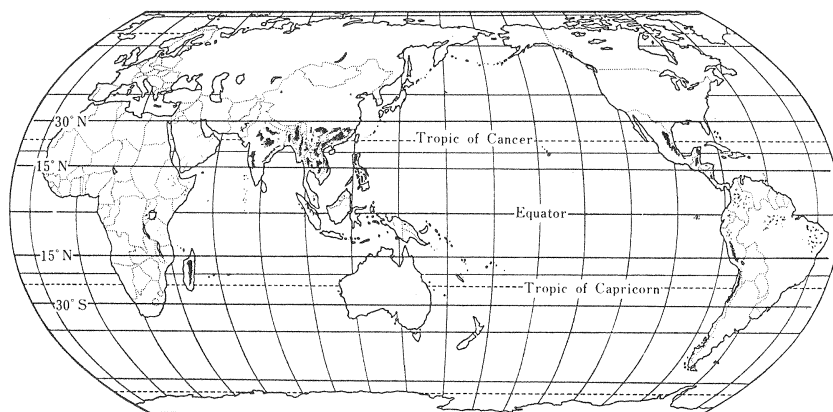 30°N
Tropic of Cancer
15°N
Equator
15°N
Tropic of Capricorn
30°S